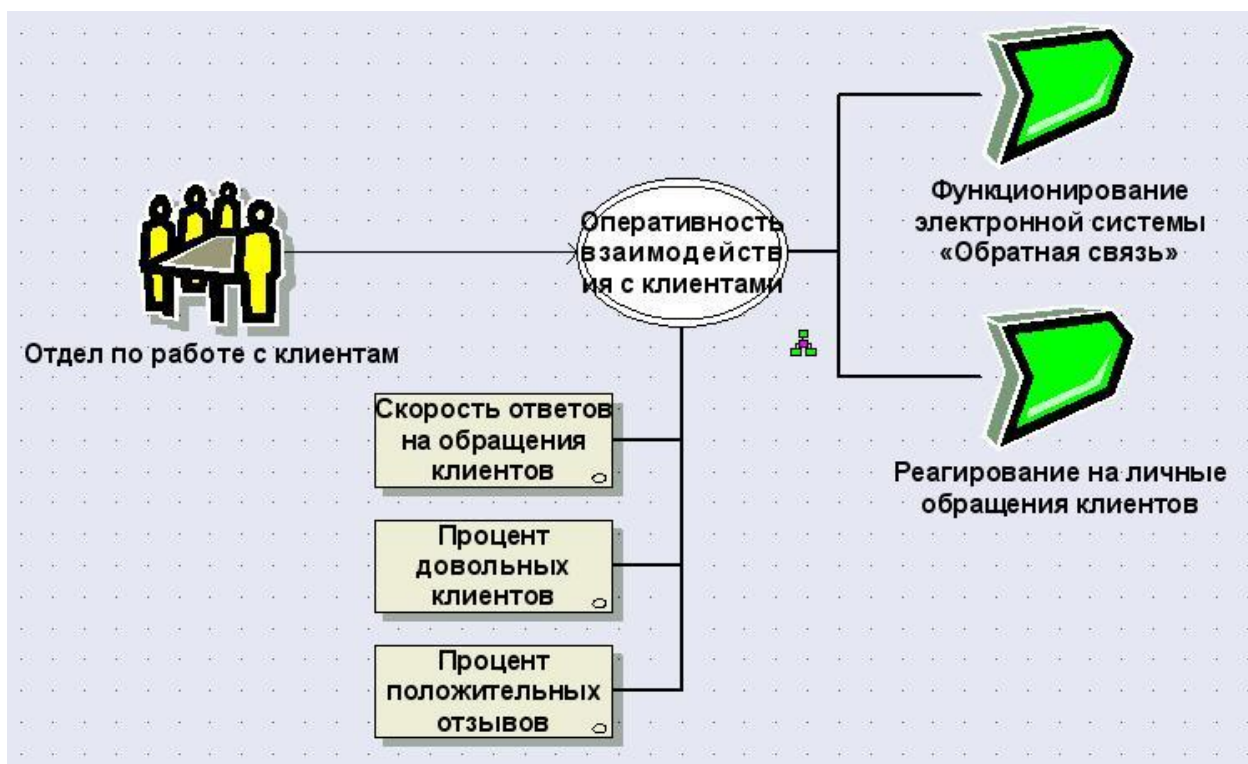 Функционирование
электронной системы
«Обратная связь»
Оперативность
взаимодейств
ия с клиентами
Отдел по работе с клиентам
Скорость ответов
на обращения
клиентов
Реагирование на личные
обращения клиентов
Процент
довольных
клиентов
Процент
положительных
отзывов